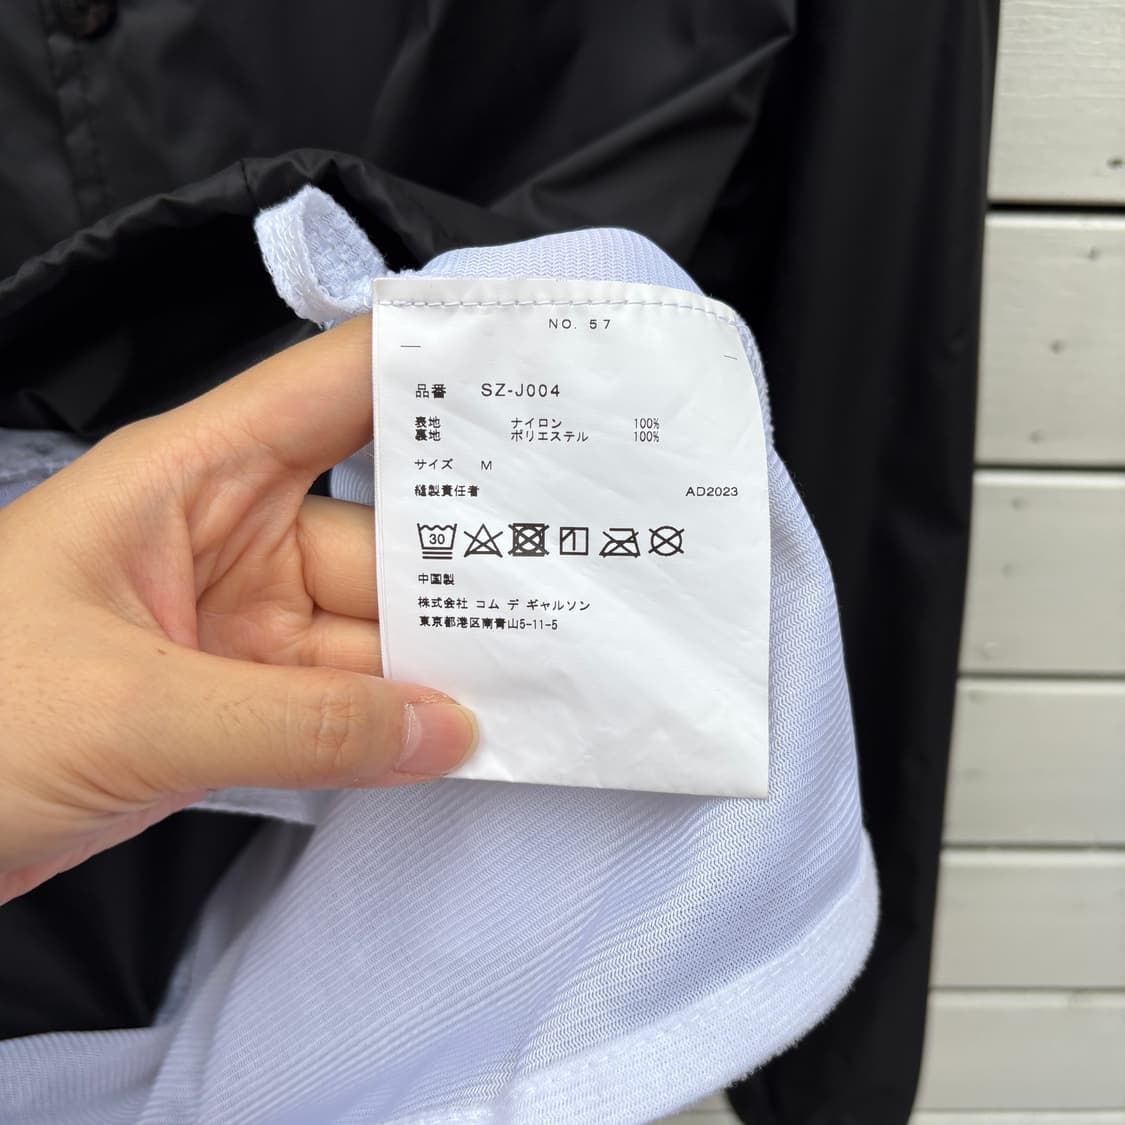 NO. 57
品番 SZ-J004
表地 ナイロン 100%
裏地 ポリエステル 100%
サイズ M
縫製責任者 AD2023
30
中国製
株式会社 コム デ ギャルソン
東京都港区南青山5-11-5